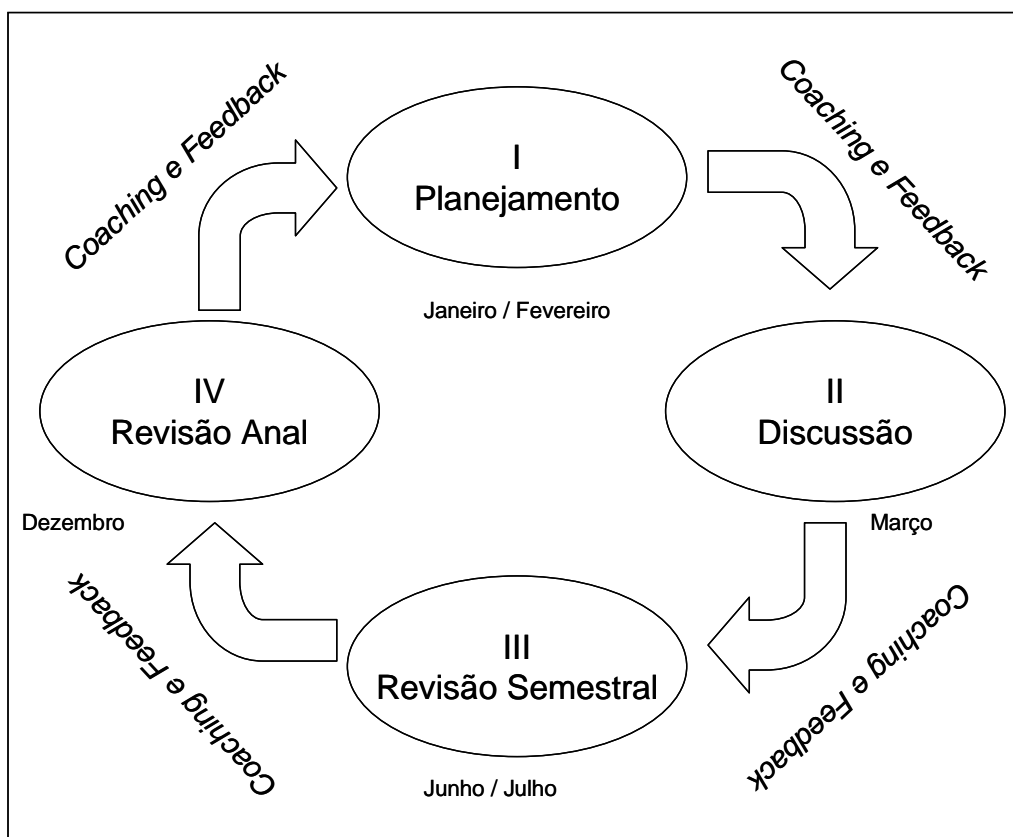 Coaching e Feedback
Coaching e Feedback
I
Planejamento
Janeiro / Fevereiro
IV
Revisão Anal
II
Discussão
Dezembro
Março
Coaching e Feedback
Coaching e Feedback
III
Revisão Semestral
Junho / Julho